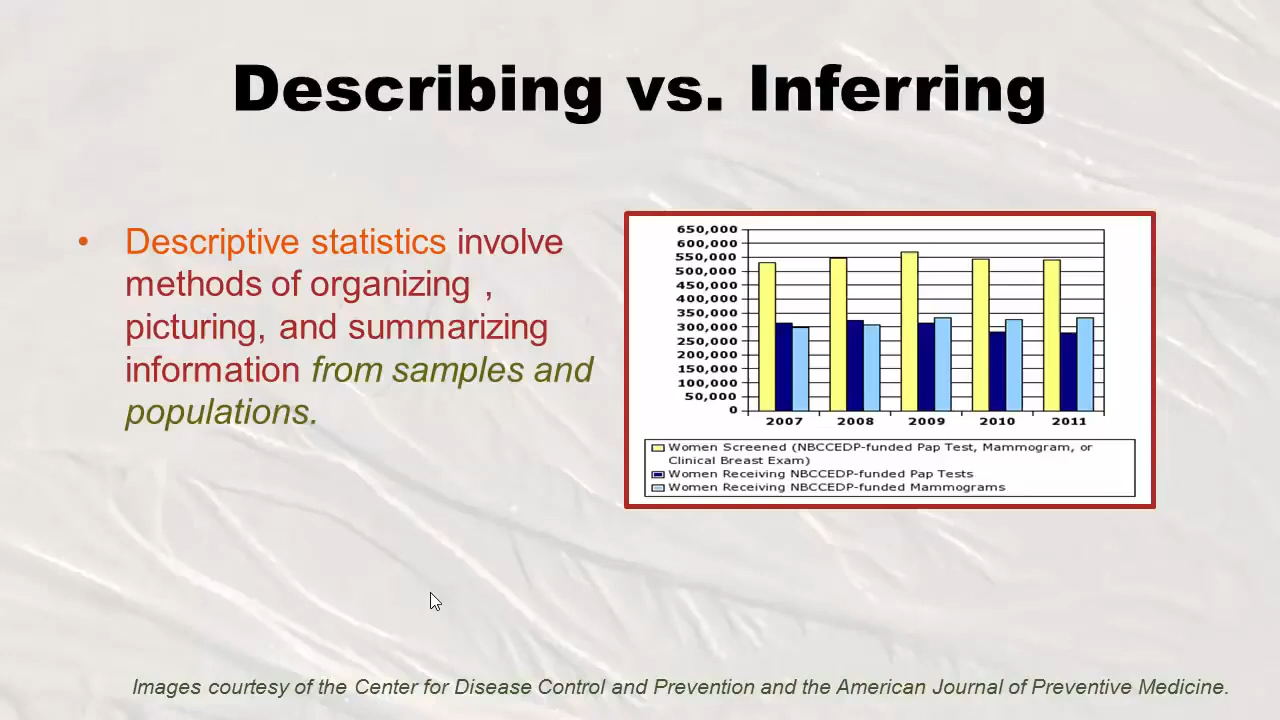 Describing vs. Inferring
• Descriptive statistics involve
methods of organizing ,
picturing, and summarizing
information from samples and
populations.
650,000
600,000
550,000
500,000
450,000
400,000
350,000
300,000
250,000
200,000
150,000
100,000
50,000
0
2007 2008 2009 2010 2011
Women Screened (NBCCEDP-funded Pap Test, Mammogram, or
Clinical Breast Exam)
Women Receiving NBCCEDP-funded Pap Tests
Women Receiving NBCCEDP-funded Mammograms
Images courtesy of the Center for Disease Control and Prevention and the American Journal of Preventive Medicine.